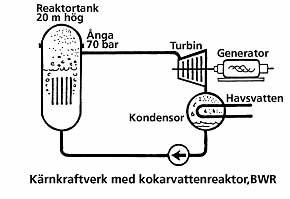 Reaktortank
20 m hög
Ånga
70 bar
Turbin
Generator
Havsvatten
Kondensor
Kärnkraftverk med kokarvattenreaktor,BWR